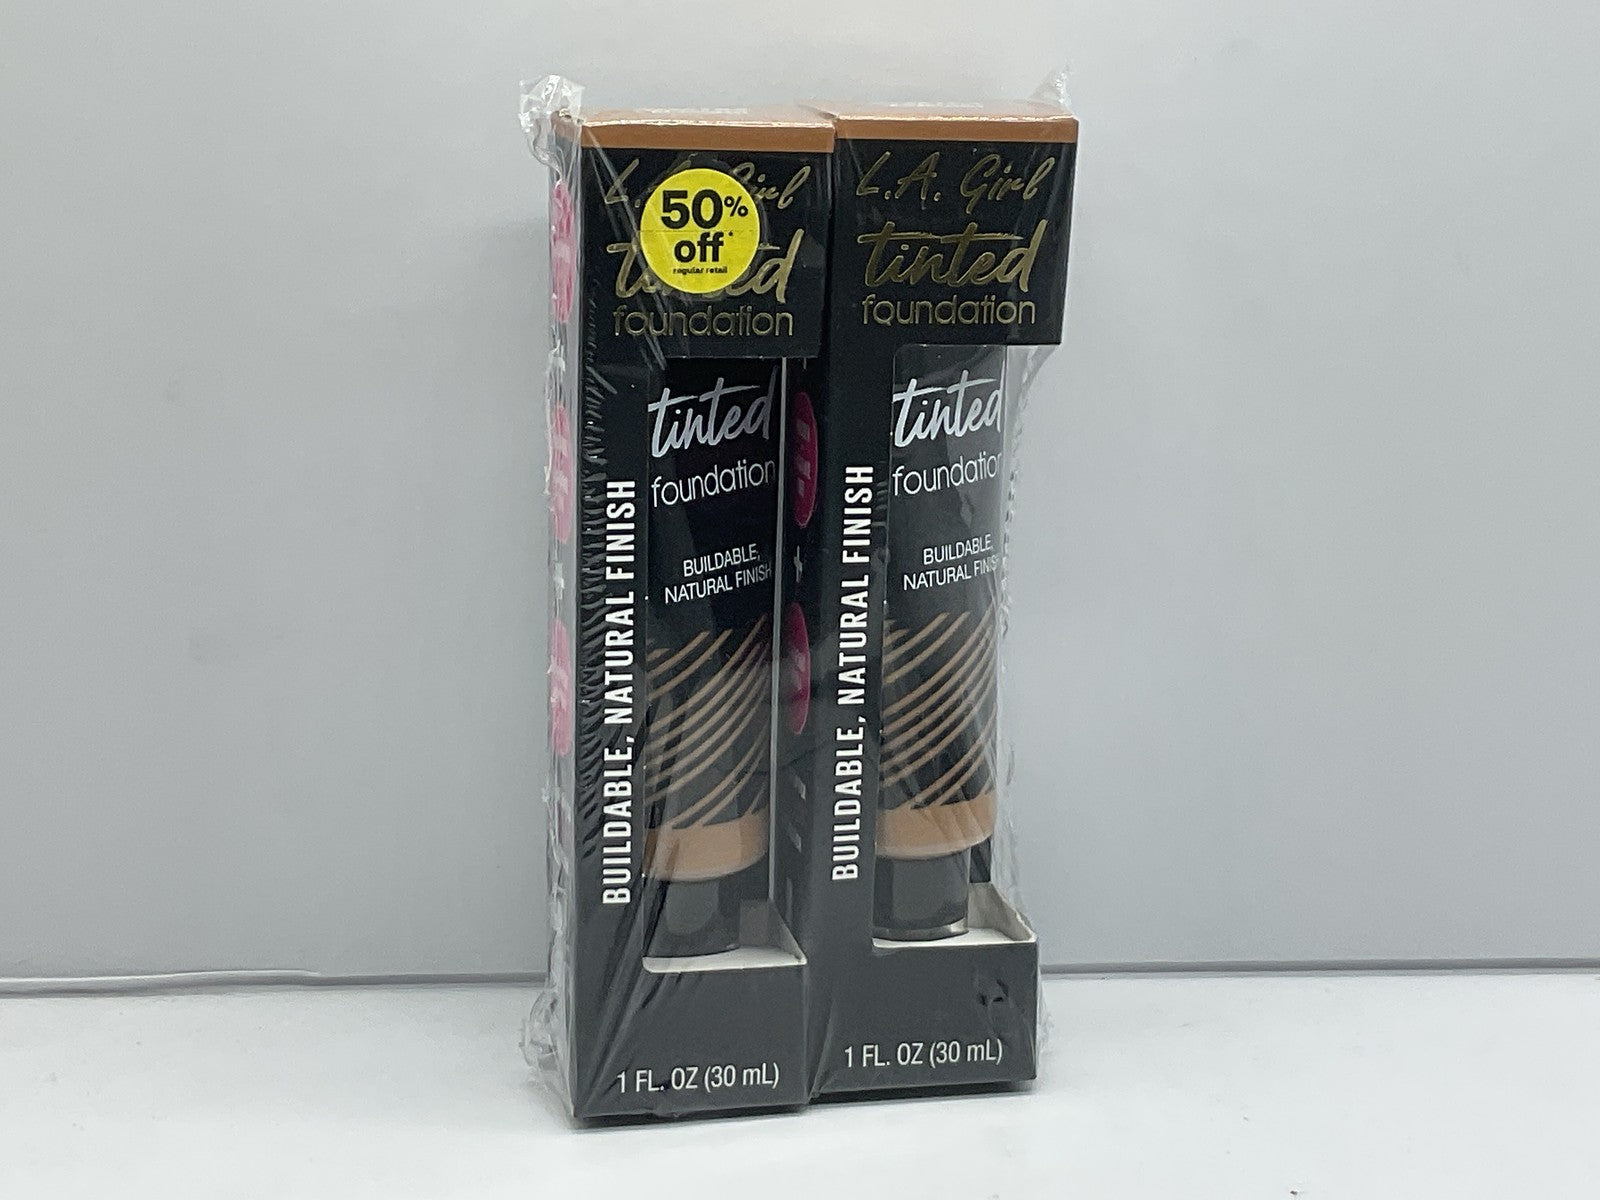 L.A. Girl
50%
off*
regular retail
tinted
foundation
tinted
foundation
BUILDABLE,
NATURAL FINISH
BUILDABLE, NATURAL FINISH
1 FL. OZ (30 mL)
L.A. Girl
tinted
foundation
tinted
foundation
BUILDABLE,
NATURAL FINISH
BUILDABLE, NATURAL FINISH
1 FL. OZ (30 mL)